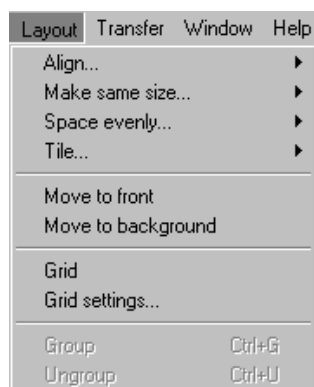 Layout Transfer Window Help
Align...
Make same size...
Space evenly...
Tile...
Move to front
Move to background
Grid
Grid settings...
Group Ctrl+G
Ungroup Ctrl+U